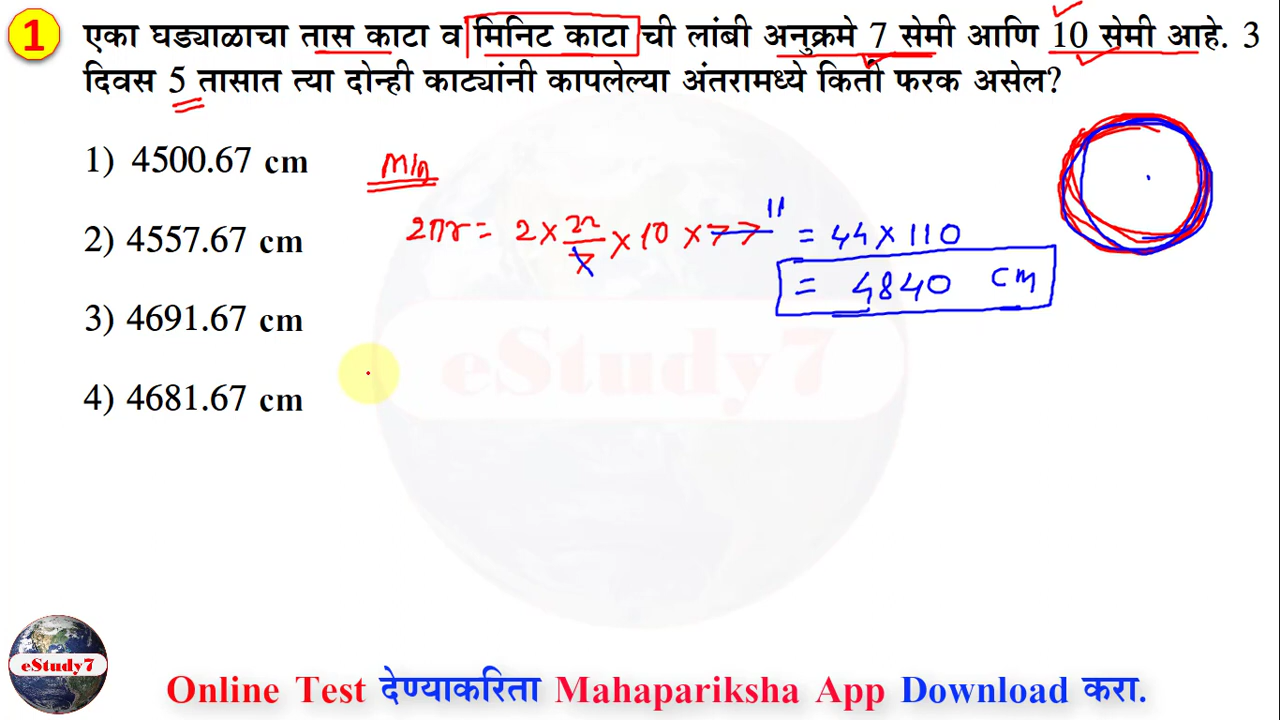 1 एका घड्याळाचा तास काटा व मिनिट काटा ची लांबी अनुक्रमे 7 सेमी आणि 10 सेमी आहे. 3
दिवस 5 तासात त्या दोन्ही काट्यांनी कापलेल्या अंतरामध्ये किती फरक असेल?
1) 4500.67 cm
Min
2πr = 2 × 22/7 × 10 × 77 11 = 44 × 110
2) 4557.67 cm
= 4840 cm
3) 4691.67 cm
eStudy7
4) 4681.67 cm
eStudy7
Online Test देण्याकरिता Mahapariksha App Download करा.